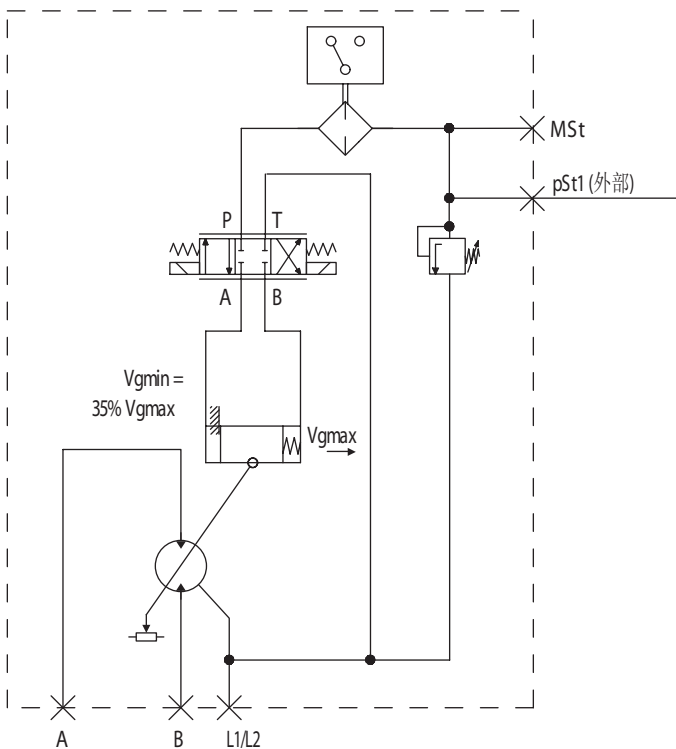 MSt
pSt1 (外部)
P T
A B
Vgmin =
35% Vgmax
Vgmax
A B L1/L2